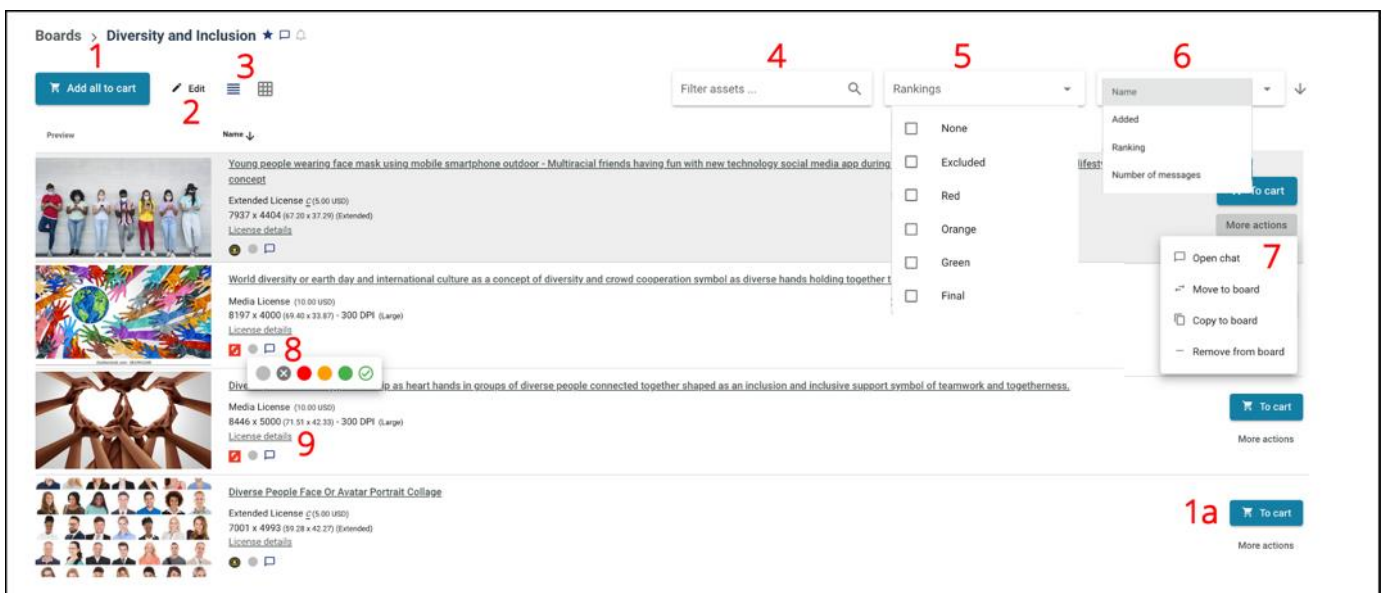 Boards > Diversity and Inclusion
1
2
3
4
5
6
Add all to cart
Edit
Filter assets ...
Rankings
Name
Added
Ranking
Number of messages
None
Excluded
Red
Orange
Green
Final
Preview
Name
Young people wearing face mask using mobile smartphone outdoor - Multiracial friends having fun with new technology social media app during
concept
Extended License (5.00 USD)
7937 x 4404 (67.20 x 37.29) (Extended)
License details
To cart
More actions
7
Open chat
Move to board
Copy to board
Remove from board
World diversity or earth day and international culture as a concept of diversity and crowd cooperation symbol as diverse hands holding together
Media License (10.00 USD)
8197 x 4000 (69.40 x 33.87) - 300 DPI (Large)
License details
8
as heart hands in groups of diverse people connected together shaped as an inclusion and inclusive support symbol of teamwork and togetherness.
Media License (10.00 USD)
8446 x 5000 (71.51 x 42.33) - 300 DPI (Large)
License details
9
To cart
More actions
Diverse People Face Or Avatar Portrait Collage
Extended License (5.00 USD)
7001 x 4993 (59.28 x 42.27) (Extended)
License details
1a
To cart
More actions